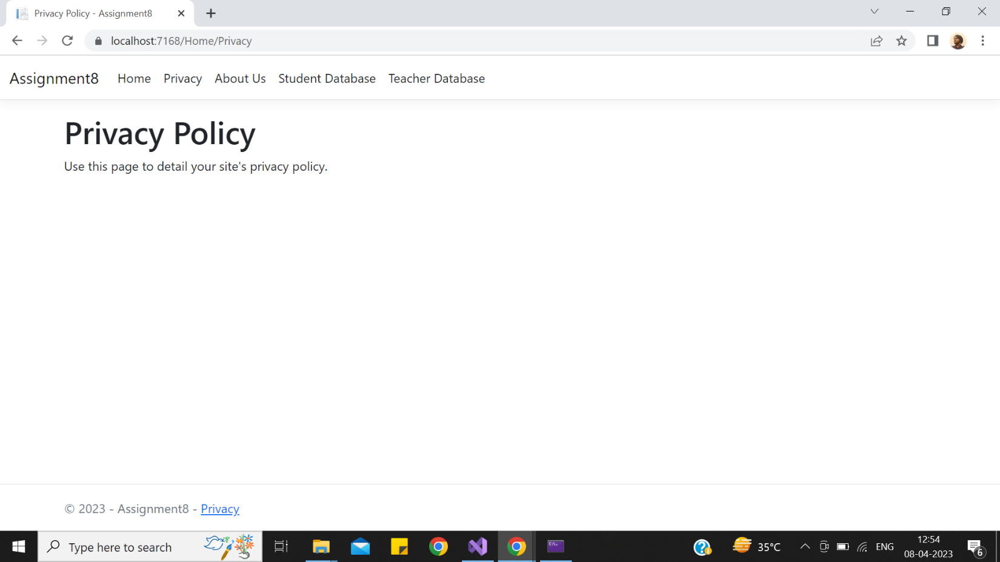 Privacy Policy - Assignment8
localhost:7168/Home/Privacy
Assignment8 Home Privacy About Us Student Database Teacher Database
Privacy Policy
Use this page to detail your site's privacy policy.
© 2023 - Assignment8 - Privacy
Type here to search
35°C
ENG
12:54
08-04-2023
6